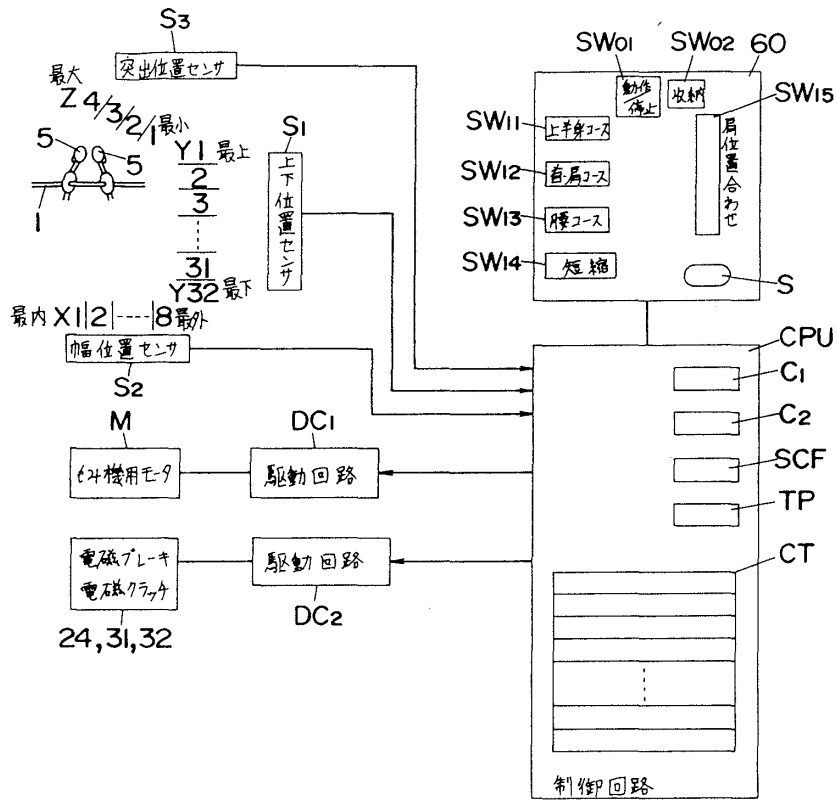 S3
突出位置センサ
最大
Z4/3/2/1 最小
5
5
1
Y1 最上
2
3
31
Y32 最下
最内 X1 2 8 最外
幅位置センサ
S2
S1
上下位置センサ
SW01
SW02
60
動作/停止
収納
SW15
SW11
上半身コース
SW12
首・肩コース
SW13
腰コース
SW14
短縮
肩位置合わせ
S
CPU
C1
C2
SCF
TP
CT
M
もみ機用モータ
DC1
駆動回路
電磁ブレーキ
電磁クラッチ
24,31,32
駆動回路
DC2
制御回路